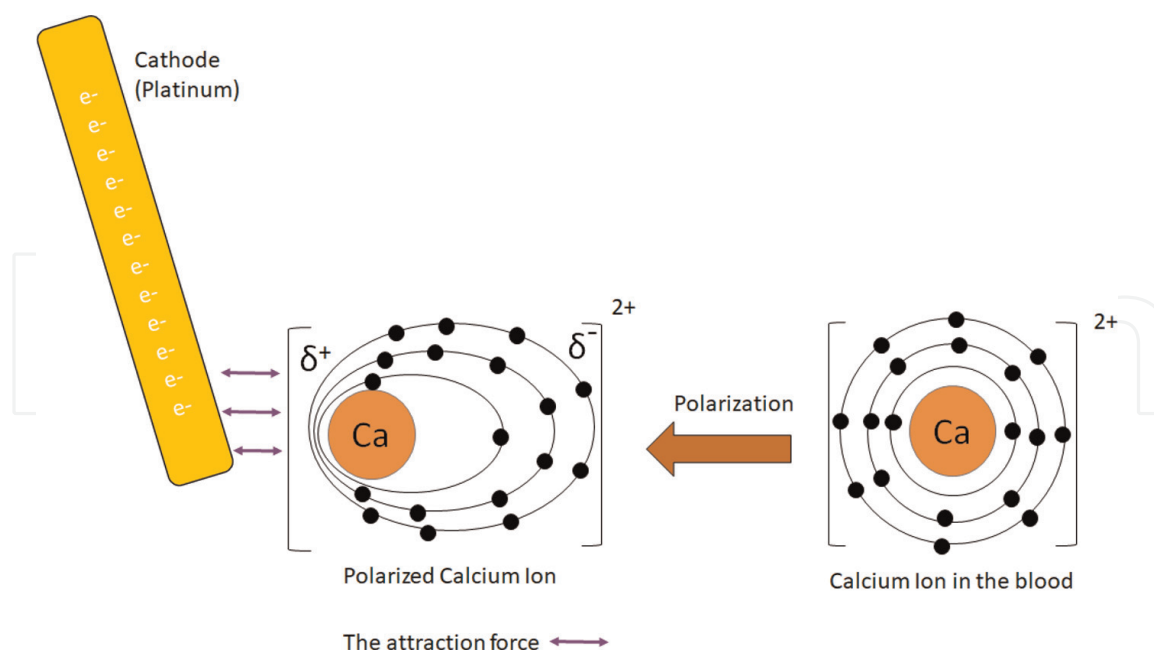 Cathode
(Platinum)
e-
e-
e-
e-
e-
e-
e-
e-
e-
e-
e-
e-
δ+
δ-
2+
Ca
Polarized Calcium Ion
Polarization
2+
Ca
Calcium Ion in the blood
The attraction force